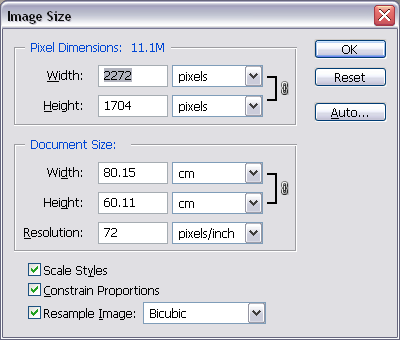 Image Size
Pixel Dimensions: 11.1M
OK
Width: 2272 pixels
Reset
Height: 1704 pixels
Auto...
Document Size:
Width: 80.15 cm
Height: 60.11 cm
Resolution: 72 pixels/inch
Scale Styles
Constrain Proportions
Resample Image: Bicubic